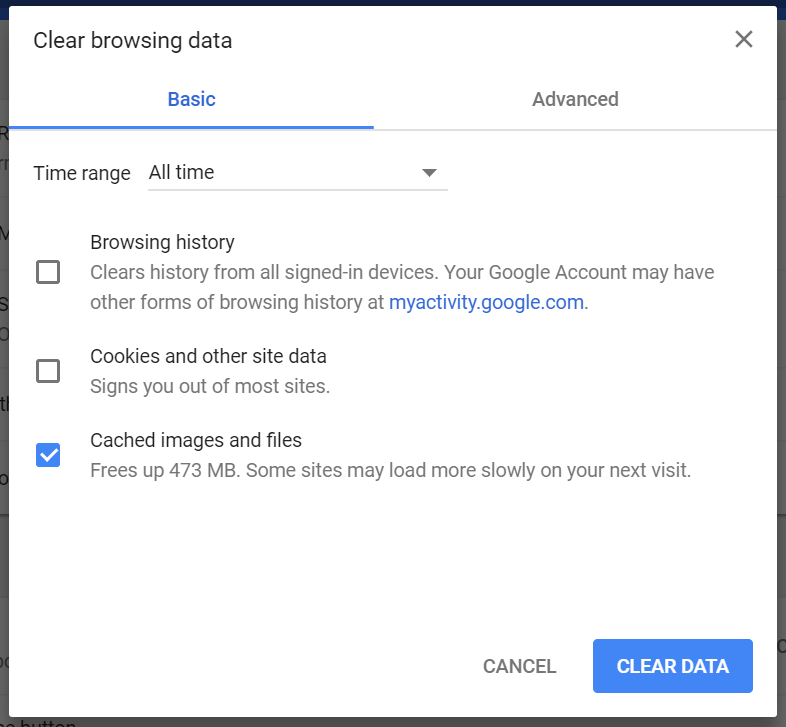 Clear browsing data
Basic
Advanced
Time range
All time
Browsing history
Clears history from all signed-in devices. Your Google Account may have
other forms of browsing history at myactivity.google.com.
Cookies and other site data
Signs you out of most sites.
Cached images and files
Frees up 473 MB. Some sites may load more slowly on your next visit.
CANCEL
CLEAR DATA